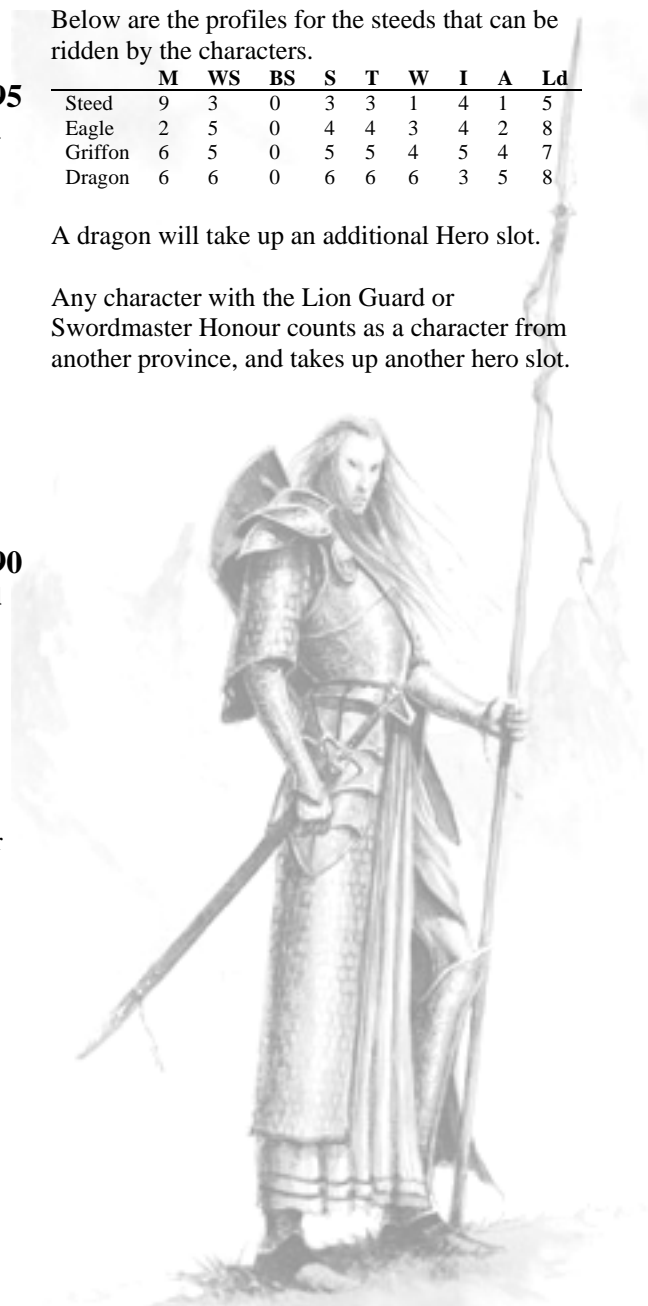 Below are the profiles for the steeds that can be
ridden by the characters.
M WS BS S T W I A Ld
Steed 9 3 0 3 3 1 4 1 5
Eagle 2 5 0 4 4 3 4 2 8
Griffon 6 5 0 5 5 4 5 4 7
Dragon 6 6 0 6 6 6 3 5 8
A dragon will take up an additional Hero slot.
Any character with the Lion Guard or
Swordmaster Honour counts as a character from
another province, and takes up another hero slot.